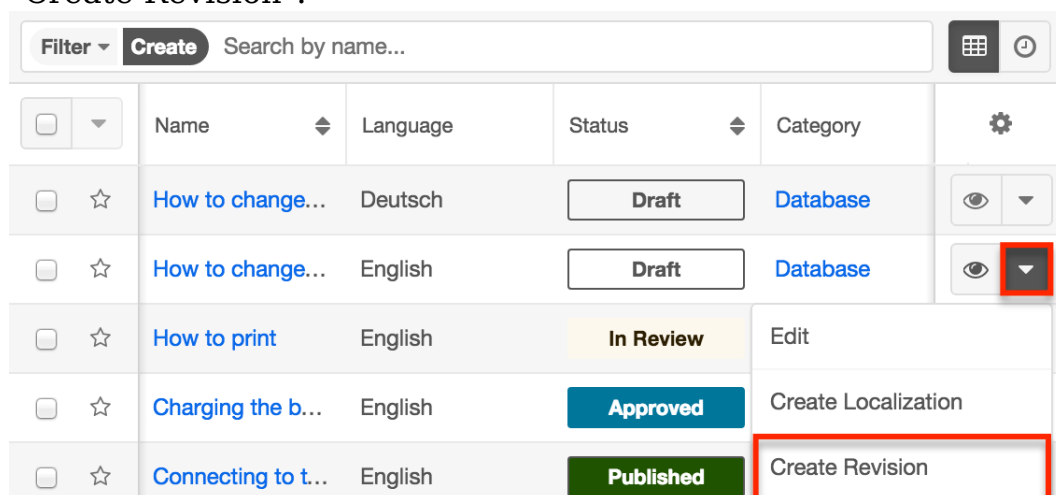 Create Revision".
Filter Create Search by name...
Name Language Status Category
How to change... Deutsch Draft Database
How to change... English Draft Database
How to print English In Review
Edit
Charging the b... English Approved
Create Localization
Connecting to t... English Published
Create Revision